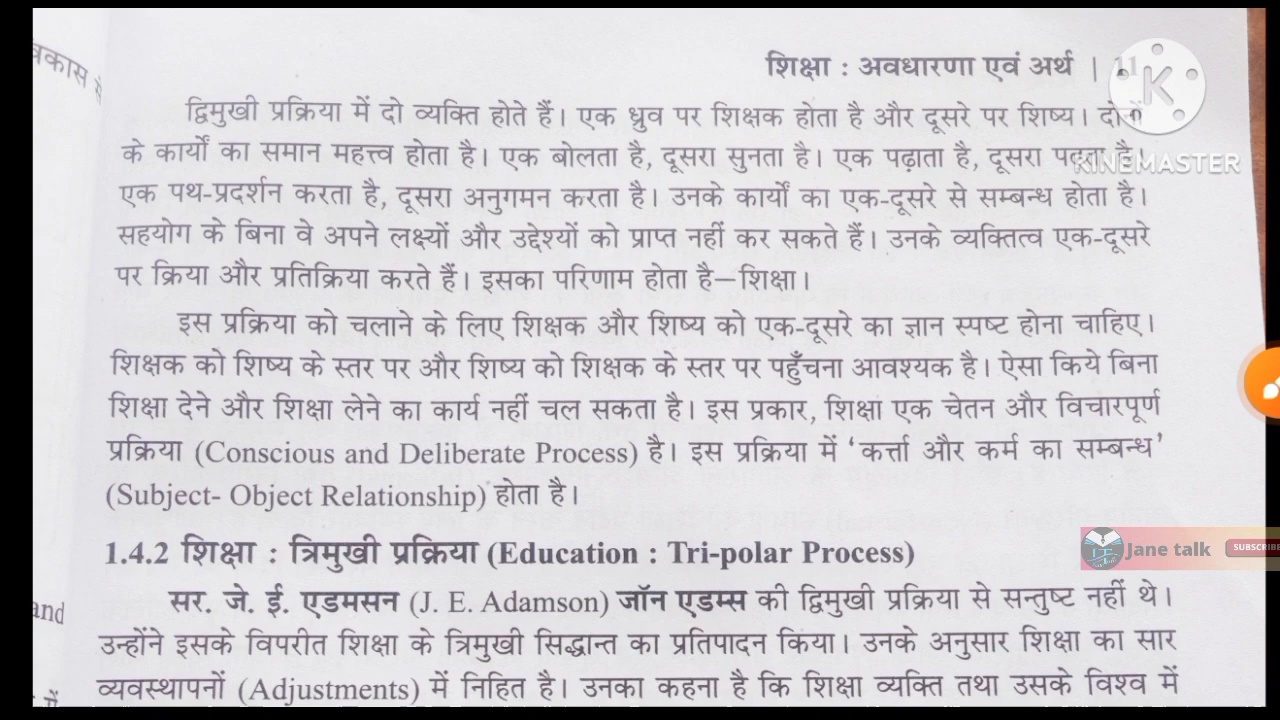 त्रकास
शिक्षा : अवधारणा एवं अर्थ | 11
द्विमुखी प्रक्रिया में दो व्यक्ति होते हैं। एक ध्रुव पर शिक्षक होता है और दूसरे पर शिष्य। दोनों
के कार्यों का समान महत्त्व होता है। एक बोलता है, दूसरा सुनता है। एक पढ़ाता है, दूसरा पढ़ता है।
KINEMASTER
एक पथ-प्रदर्शन करता है, दूसरा अनुगमन करता है। उनके कार्यों का एक-दूसरे से सम्बन्ध होता है।
सहयोग के बिना वे अपने लक्ष्यों और उद्देश्यों को प्राप्त नहीं कर सकते हैं। उनके व्यक्तित्व एक-दूसरे
पर क्रिया और प्रतिक्रिया करते हैं। इसका परिणाम होता है—शिक्षा।
इस प्रक्रिया को चलाने के लिए शिक्षक और शिष्य को एक-दूसरे का ज्ञान स्पष्ट होना चाहिए।
शिक्षक को शिष्य के स्तर पर और शिष्य को शिक्षक के स्तर पर पहुँचना आवश्यक है। ऐसा किये बिना
शिक्षा देने और शिक्षा लेने का कार्य नहीं चल सकता है। इस प्रकार, शिक्षा एक चेतन और विचारपूर्ण
प्रक्रिया (Conscious and Deliberate Process) है। इस प्रक्रिया में ‘कर्त्ता और कर्म का सम्बन्ध’
(Subject- Object Relationship) होता है।
Jane talk SUBSCRIBE
1.4.2 शिक्षा : त्रिमुखी प्रक्रिया (Education : Tri-polar Process)
and
सर. जे. ई. एडमसन (J. E. Adamson) जॉन एडम्स की द्विमुखी प्रक्रिया से सन्तुष्ट नहीं थे।
उन्होंने इसके विपरीत शिक्षा के त्रिमुखी सिद्धान्त का प्रतिपादन किया। उनके अनुसार शिक्षा का सार
व्यवस्थापनों (Adjustments) में निहित है। उनका कहना है कि शिक्षा व्यक्ति तथा उसके विश्व में